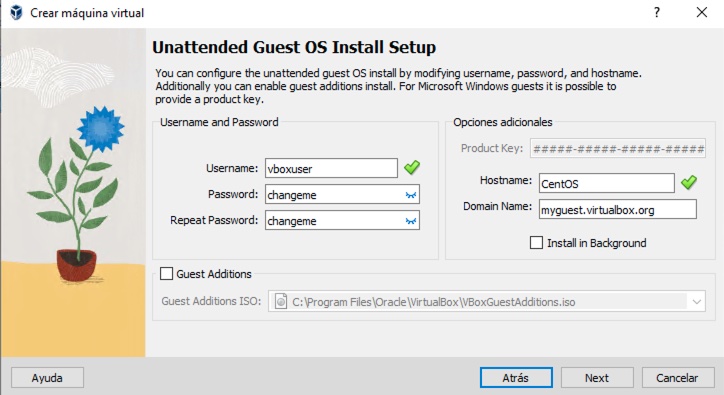 Crear máquina virtual
Unattended Guest OS Install Setup
You can configure the unattended guest OS install by modifying username, password, and hostname.
Additionally you can enable guest additions install. For Microsoft Windows guests it is possible to
provide a product key.
Username and Password
Username: vboxuser
Password: changeme
Repeat Password: changeme
Opciones adicionales
Product Key: #####-#####-#####-#####-#####
Hostname: CentOS
Domain Name: myguest.virtualbox.org
Install in Background
Guest Additions
Guest Additions ISO: C:\Program Files\Oracle\VirtualBox\VBoxGuestAdditions.iso
Ayuda
Atrás
Next
Cancelar